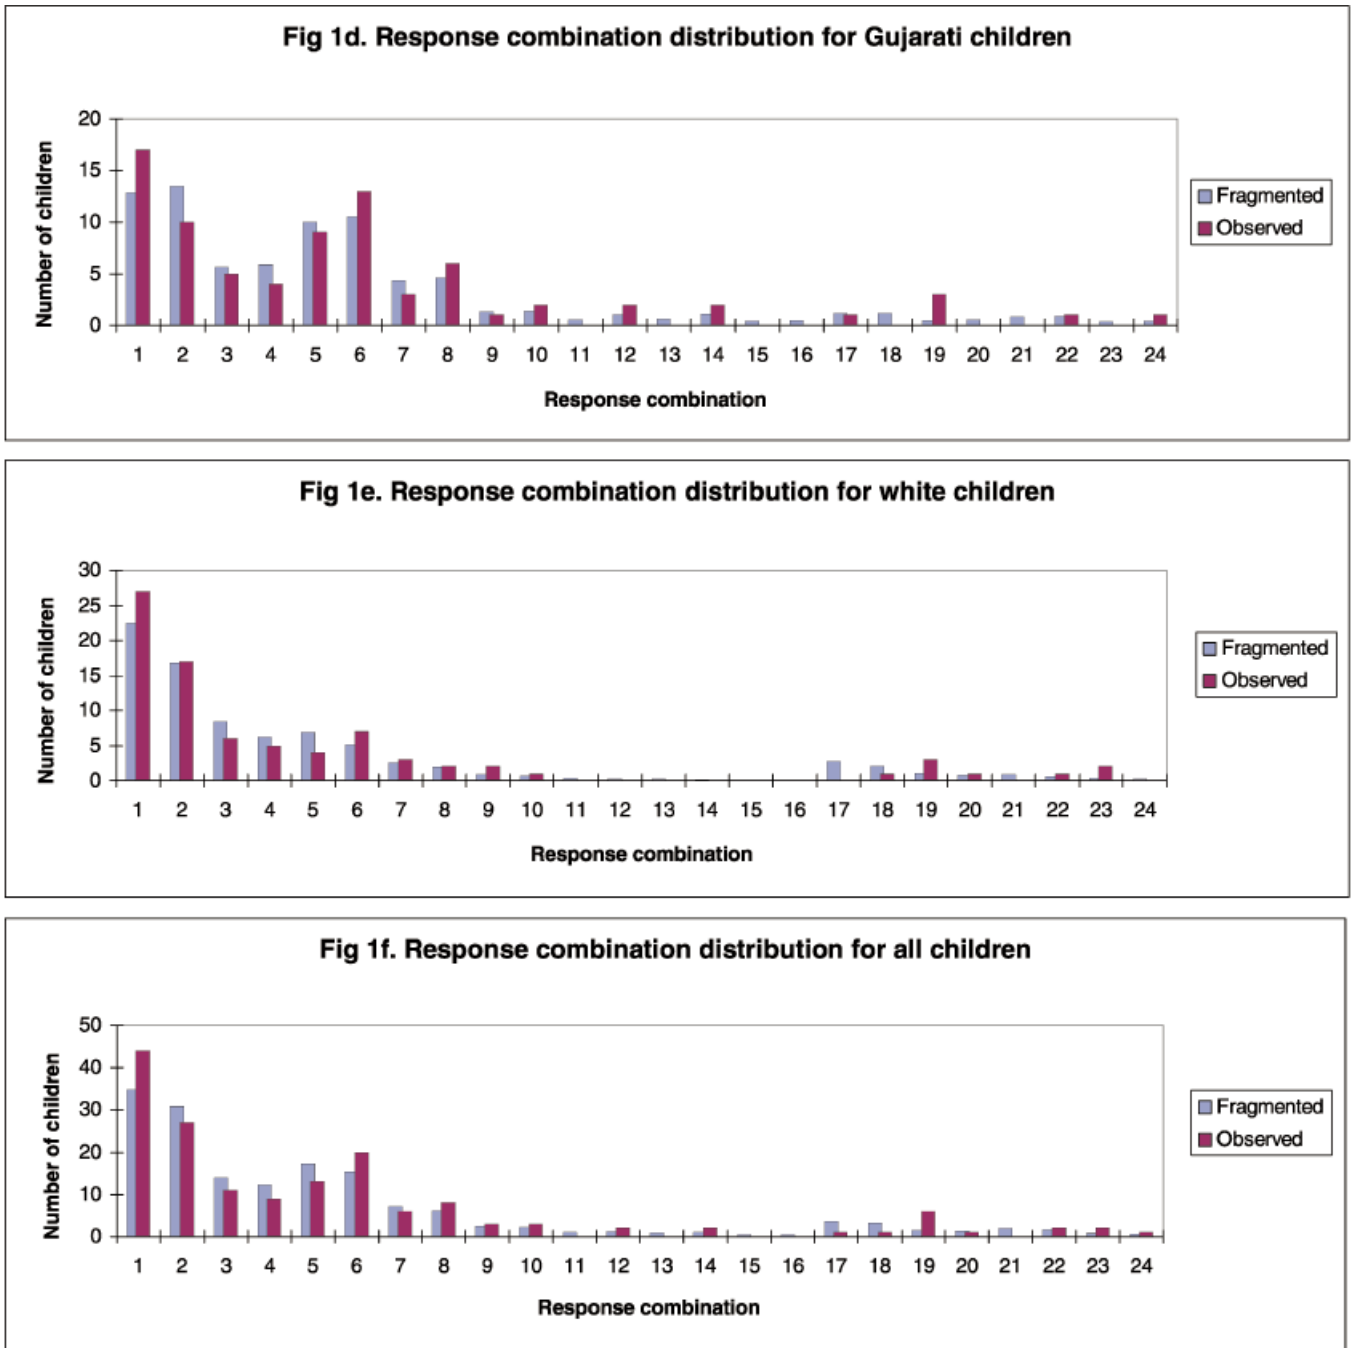 Fig 1d. Response combination distribution for Gujarati children
Number of children
20
15
10
5
0
1 2 3 4 5 6 7 8 9 10 11 12 13 14 15 16 17 18 19 20 21 22 23 24
Response combination
Fragmented
Observed
Fig 1e. Response combination distribution for white children
Number of children
30
25
20
15
10
5
0
1 2 3 4 5 6 7 8 9 10 11 12 13 14 15 16 17 18 19 20 21 22 23 24
Response combination
Fragmented
Observed
Fig 1f. Response combination distribution for all children
Number of children
50
40
30
20
10
0
1 2 3 4 5 6 7 8 9 10 11 12 13 14 15 16 17 18 19 20 21 22 23 24
Response combination
Fragmented
Observed